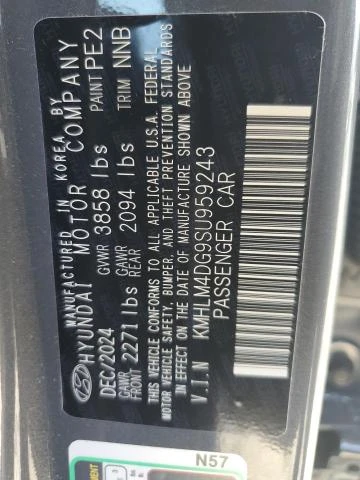 MANUFACTURED IN KOREA BY
HYUNDAI MOTOR COMPANY
DEC/2024 GVWR 3858 lbs PAINT PE2
GAWR FRONT 2271 lbs GAWR REAR 2094 lbs TRIM NNB
THIS VEHICLE CONFORMS TO ALL APPLICABLE U.S.A. FEDERAL
MOTOR VEHICLE SAFETY, BUMPER, AND THEFT PREVENTION STANDARDS
IN EFFECT ON THE DATE OF MANUFACTURE SHOWN ABOVE
V.I.N KMHLM4DG9SU959243
PASSENGER CAR
N57